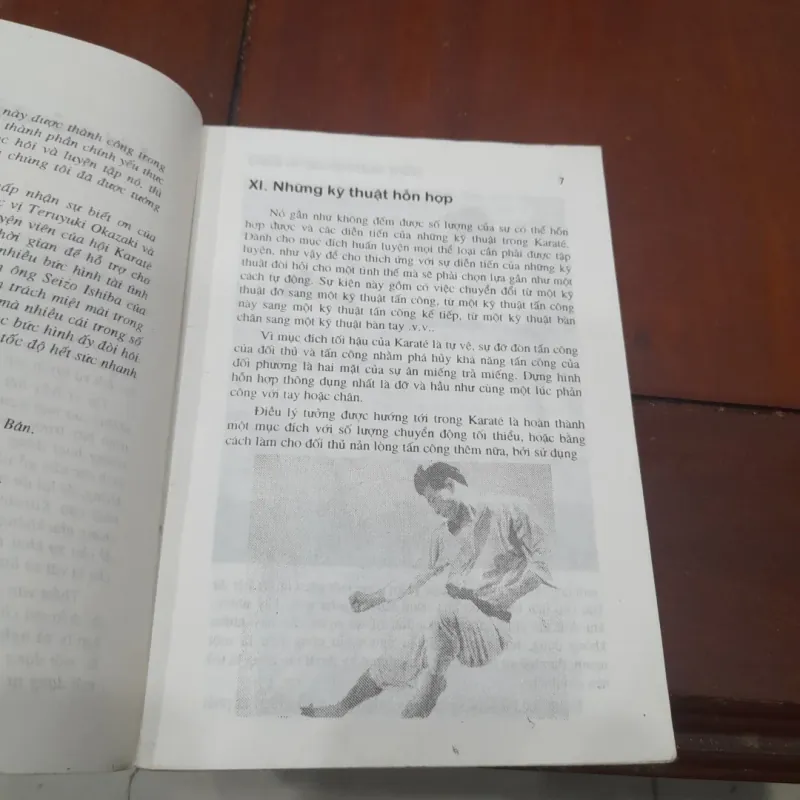 này được thành công trong
thành phần chính yếu thực
học hỏi và luyện tập nó, thì
chúng tôi đã được tướng
chấp nhận sự biết ơn của
vị Teruyuki Okazaki và
huyện viên của hội Karaté
thời gian để hỗ trợ cho
nhiều bức hình tài tình
ông Seizo Ishiba của
trách miệt mài trong
mà nhiều cái trong số
bức hình ấy đòi hỏi
tốc độ hết sức nhanh
Bản.
7
XI. Những kỹ thuật hỗn hợp
Nó gần như không đếm được số lượng của sự có thể hỗn
hợp được và các diễn tiến của những kỹ thuật trong Karaté.
Dành cho mục đích huấn luyện mọi thể loại cần phải được tập
luyện, như vậy để cho thích ứng với sự diễn tiến của những kỹ
thuật đòi hỏi cho một tình thế mà sẽ phải chọn lựa gần như một
cách tự động. Sự kiện này gồm có việc chuyển đổi từ một kỹ
thuật đỡ sang một kỹ thuật tấn công, từ một kỹ thuật tấn công
này sang một kỹ thuật tấn công kế tiếp, từ một kỹ thuật bàn
chân sang một kỹ thuật bàn tay .v.v..
Vì mục đích tối hậu của Karaté là tự vệ, sự đỡ đòn tấn công
của đối thủ và tấn công nhằm phá hủy khả năng tấn công của
đối phương là hai mặt của sự ăn miếng trả miếng. Dựng hình
hỗn hợp thông dụng nhất là đỡ và hầu như cùng một lúc phản
công với tay hoặc chân.
Điều lý tưởng được hướng tới trong Karaté là hoàn thành
một mục đích với số lượng chuyển động tối thiểu, hoặc bằng
cách làm cho đối thủ nản lòng tấn công thêm nữa, bởi sử dụng